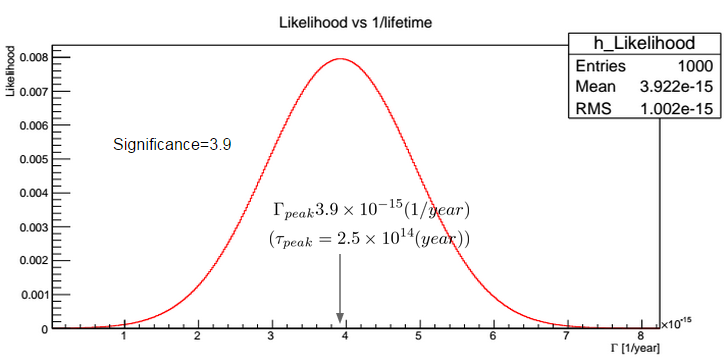 Likelihood vs 1/lifetime
h_Likelihood
Entries 1000
Mean 3.922e-15
RMS 1.002e-15
Likelihood
0.008
0.007
0.006
0.005
0.004
0.003
0.002
0.001
0
Significance=3.9
Γpeak3.9 × 10⁻¹⁵(1/year)
(τpeak = 2.5 × 10¹⁴(year))
1 2 3 4 5 6 7 8
×10⁻¹⁵
Γ [1/year]